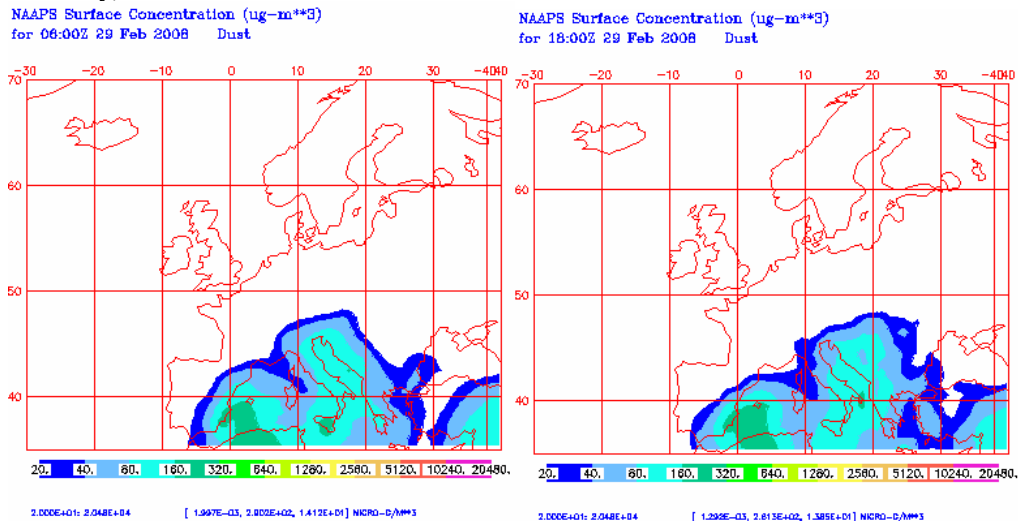 NAAPS Surface Concentration (ug-m**3)
for 06:00Z 29 Feb 2008 Dust
-30 -20 -10 0 10 20 30 -4040
70
60
50
40
20. 40. 80. 160. 320. 640. 1280. 2560. 5120. 10240. 20480.
2.000E+01: 2.048E+04 [ 1.997E-03, 2.902E+02, 1.412E+01] MICRO-G/M**3
NAAPS Surface Concentration (ug-m**3)
for 18:00Z 29 Feb 2008 Dust
-30 -20 -10 0 10 20 30 -4040
70
60
50
40
20. 40. 80. 160. 320. 640. 1280. 2560. 5120. 10240. 20480.
2.000E+01: 2.048E+04 [ 1.292E-03, 2.613E+02, 1.385E+01] MICRO-G/M**3